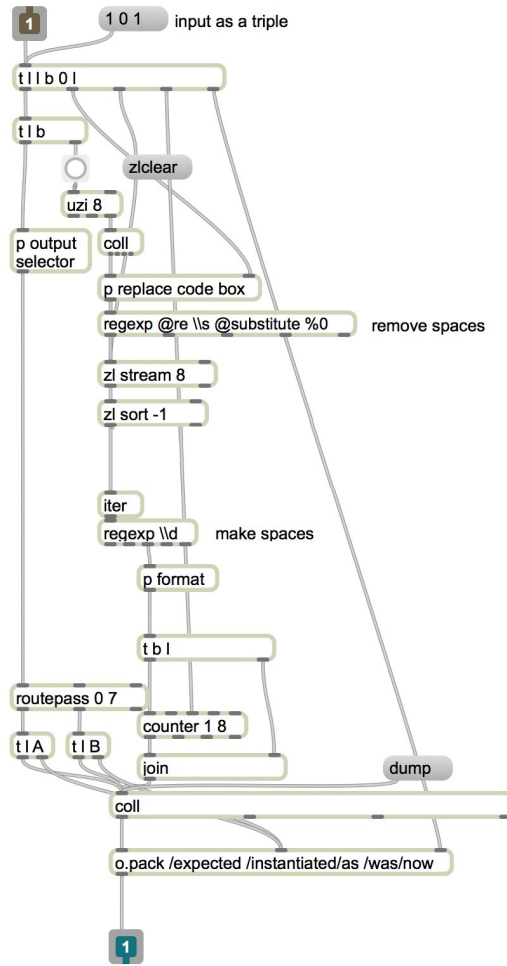 1
1 0 1 input as a triple
t l l b 0 l
t l b
zlclear
uzi 8
p output
selector
coll
p replace code box
regexp @re \\s @substitute %0 remove spaces
zl stream 8
zl sort -1
iter
regexp \\d make spaces
p format
t b l
routepass 0 7
counter 1 8
t l A t l B
join
dump
coll
o.pack /expected /instantiated/as /was/now
1